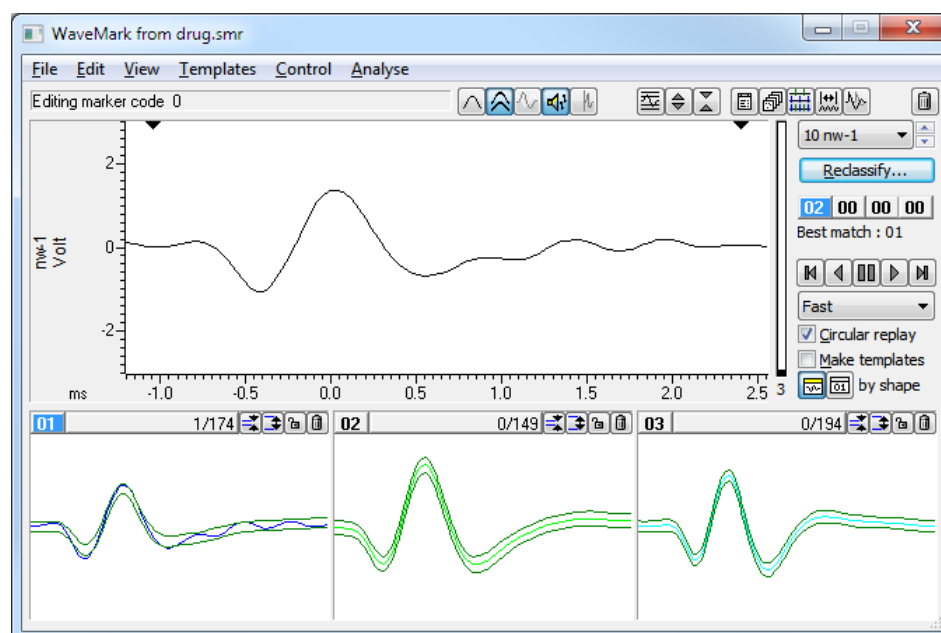 WaveMark from drug.smr
File Edit View Templates Control Analyse
Editing marker code 0
10 nw-1
Reclassify...
02 00 00 00
Best match : 01
Fast
Circular replay
Make templates
01 by shape
nw-1
Volt
2
0
-2
ms -1.0 -0.5 0.0 0.5 1.0 1.5 2.0 2.5 3
01 1/174 02 0/149 03 0/194